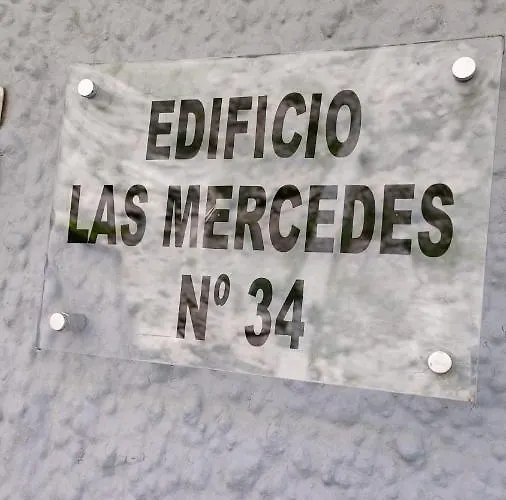 EDIFICIO
LAS MERCEDES
Nº 34